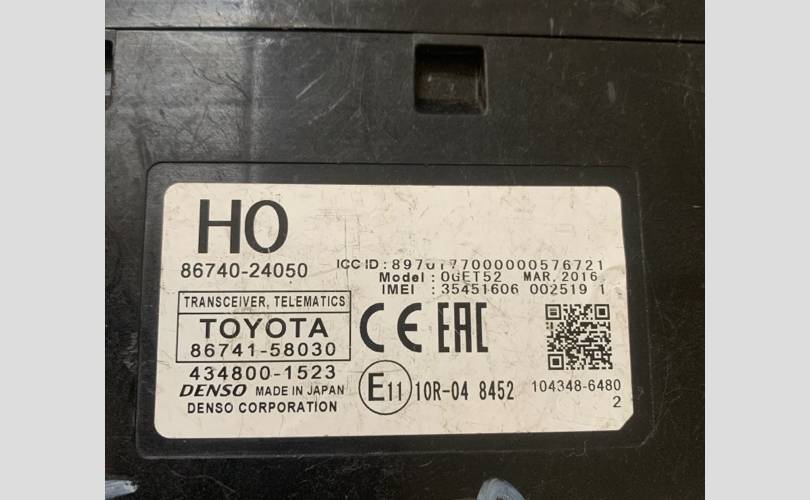 HO
86740-24050
ICC ID : 8970177000000576721
Model : 0GET52 MAR. 2016
IMEI : 35451606 002519 1
TRANSCEIVER, TELEMATICS
TOYOTA
86741-58030
434800-1523
DENSO MADE IN JAPAN
DENSO CORPORATION
CE EAC
E11 10R-04 8452
104348-6480
2